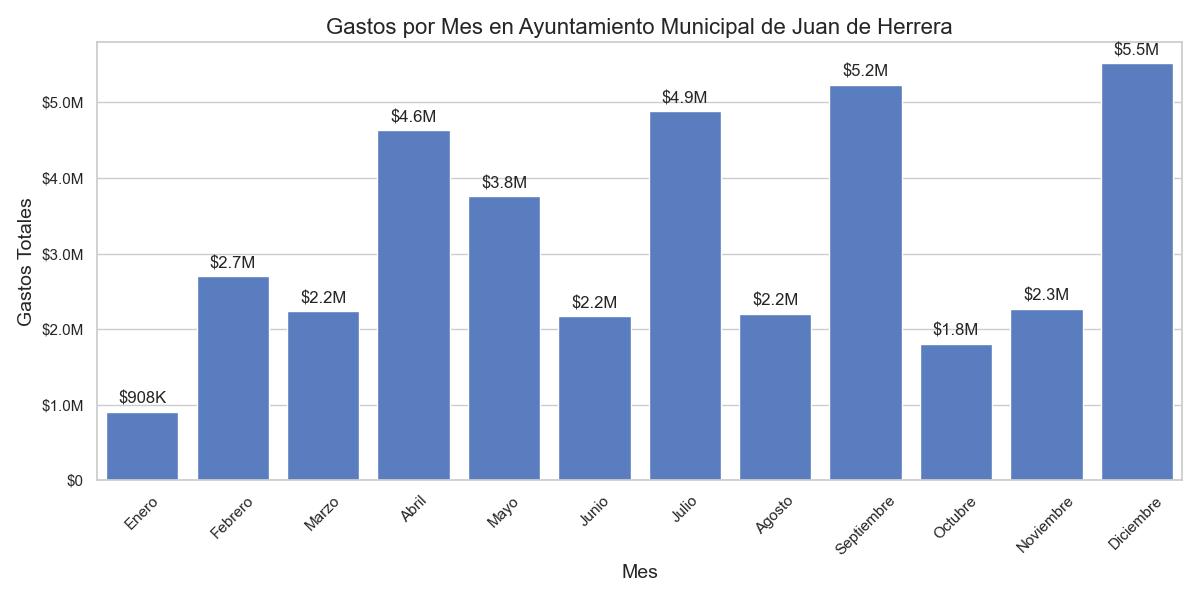 Gastos por Mes en Ayuntamiento Municipal de Juan de Herrera
Gastos Totales
$5.0M
$4.0M
$3.0M
$2.0M
$1.0M
$0
$908K
$2.7M
$2.2M
$4.6M
$3.8M
$2.2M
$4.9M
$2.2M
$5.2M
$1.8M
$2.3M
$5.5M
Enero
Febrero
Marzo
Abril
Mayo
Junio
Julio
Agosto
Septiembre
Octubre
Noviembre
Diciembre
Mes